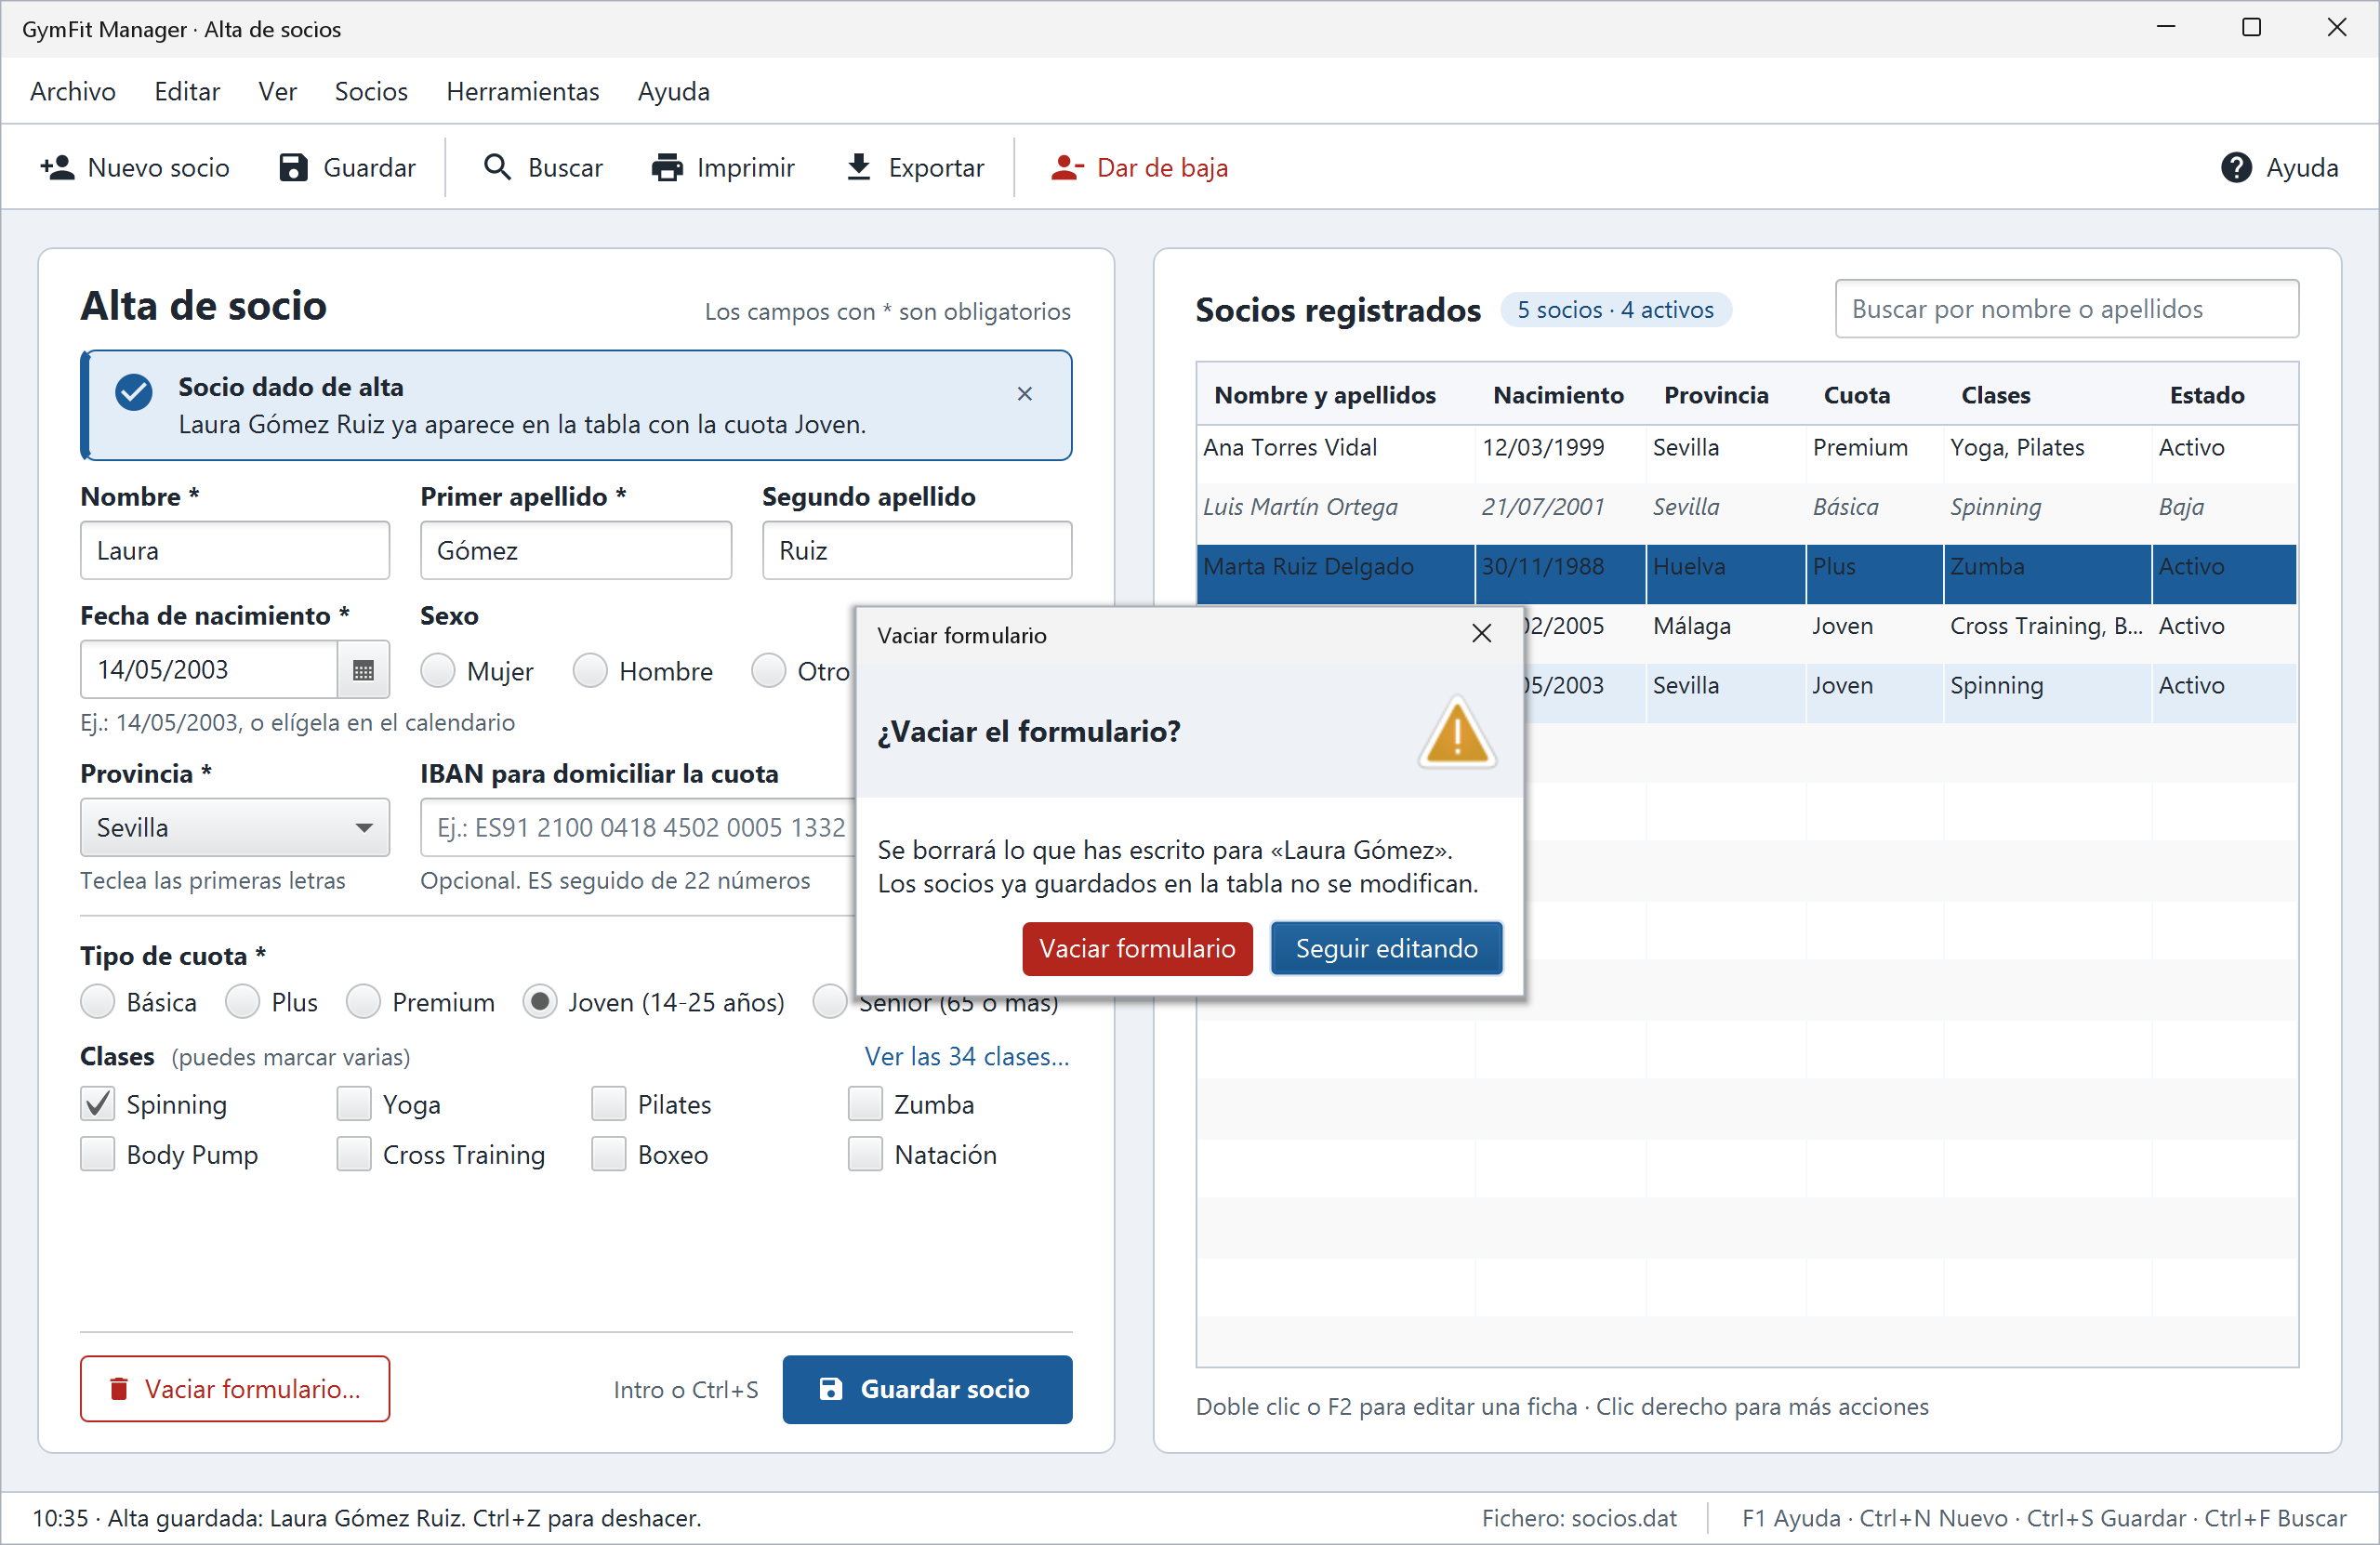 GymFit Manager · Alta de socios
Archivo Editar Ver Socios Herramientas Ayuda
Nuevo socio Guardar Buscar Imprimir Exportar Dar de baja Ayuda
Alta de socio
Los campos con * son obligatorios
Socio dado de alta
Laura Gómez Ruiz ya aparece en la tabla con la cuota Joven.
Nombre * Primer apellido * Segundo apellido
Laura Gómez Ruiz
Fecha de nacimiento * Sexo
14/05/2003 Mujer Hombre Otro
Ej.: 14/05/2003, o elígela en el calendario
Provincia * IBAN para domiciliar la cuota
Sevilla Ej.: ES91 2100 0418 4502 0005 1332
Teclea las primeras letras Opcional. ES seguido de 22 números
Tipo de cuota *
Básica Plus Premium Joven (14-25 años) Senior (65 o más)
Clases (puedes marcar varias) Ver las 34 clases...
Spinning Yoga Pilates Zumba
Body Pump Cross Training Boxeo Natación
Vaciar formulario... Intro o Ctrl+S Guardar socio
Vaciar formulario
¿Vaciar el formulario?
Se borrará lo que has escrito para «Laura Gómez».
Los socios ya guardados en la tabla no se modifican.
Vaciar formulario Seguir editando
Socios registrados 5 socios · 4 activos Buscar por nombre o apellidos
Nombre y apellidos Nacimiento Provincia Cuota Clases Estado
Ana Torres Vidal 12/03/1999 Sevilla Premium Yoga, Pilates Activo
Luis Martín Ortega 21/07/2001 Sevilla Básica Spinning Baja
Marta Ruiz Delgado 30/11/1988 Huelva Plus Zumba Activo
02/2005 Málaga Joven Cross Training, B... Activo
05/2003 Sevilla Joven Spinning Activo
Doble clic o F2 para editar una ficha · Clic derecho para más acciones
10:35 · Alta guardada: Laura Gómez Ruiz. Ctrl+Z para deshacer.
Fichero: socios.dat
F1 Ayuda · Ctrl+N Nuevo · Ctrl+S Guardar · Ctrl+F Buscar